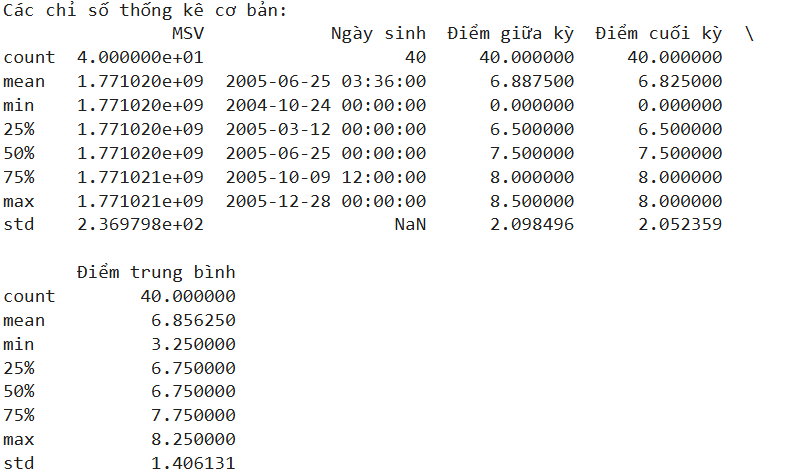 Các chỉ số thống kê cơ bản:
                MSV            Ngày sinh  Điểm giữa kỳ  Điểm cuối kỳ  \
count  4.000000e+01                   40     40.000000     40.000000
mean   1.771020e+09  2005-06-25 03:36:00      6.887500      6.825000
min    1.771020e+09  2004-10-24 00:00:00      0.000000      0.000000
25%    1.771020e+09  2005-03-12 00:00:00      6.500000      6.500000
50%    1.771020e+09  2005-06-25 00:00:00      7.500000      7.500000
75%    1.771021e+09  2005-10-09 12:00:00      8.000000      8.000000
max    1.771021e+09  2005-12-28 00:00:00      8.500000      8.000000
std    2.369798e+02                  NaN      2.098496      2.052359

       Điểm trung bình
count        40.000000
mean          6.856250
min           3.250000
25%           6.750000
50%           6.750000
75%           7.750000
max           8.250000
std           1.406131